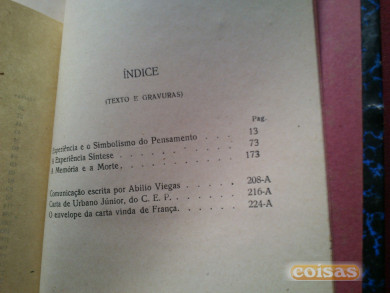 ÍNDICE
(TEXTO E GRAVURAS)
Pág.
Experiência e o Simbolismo do Pensamento . . . 13
A Experiência Síntese . . . . . 73
A Memória e a Morte. . . . . 173
Comunicação escrita por Abílio Viegas . . . 208-A
Carta de Urbano Júnior, do C. E. P. . . . . 216-A
O envelope da carta vinda de França. . . . . 224-A
coisas